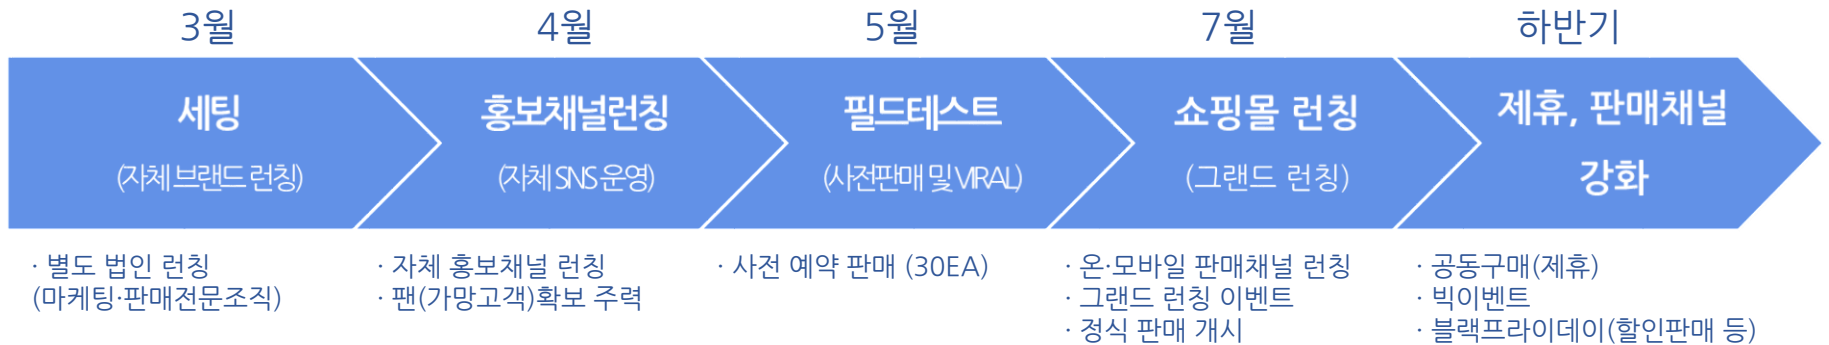 3월
4월
5월
7월
하반기
세팅
(자체 브랜드 런칭)
홍보채널런칭
(자체 SNS 운영)
필드테스트
(사전판매 및 VIRAL)
쇼핑몰 런칭
(그랜드 런칭)
제휴, 판매채널
강화
· 별도 법인 런칭
(마케팅·판매전문조직)
· 자체 홍보채널 런칭
· 팬(가망고객)확보 주력
· 사전 예약 판매 (30EA)
· 온·모바일 판매채널 런칭
· 그랜드 런칭 이벤트
· 정식 판매 개시
· 공동구매(제휴)
· 빅이벤트
· 블랙프라이데이(할인판매 등)